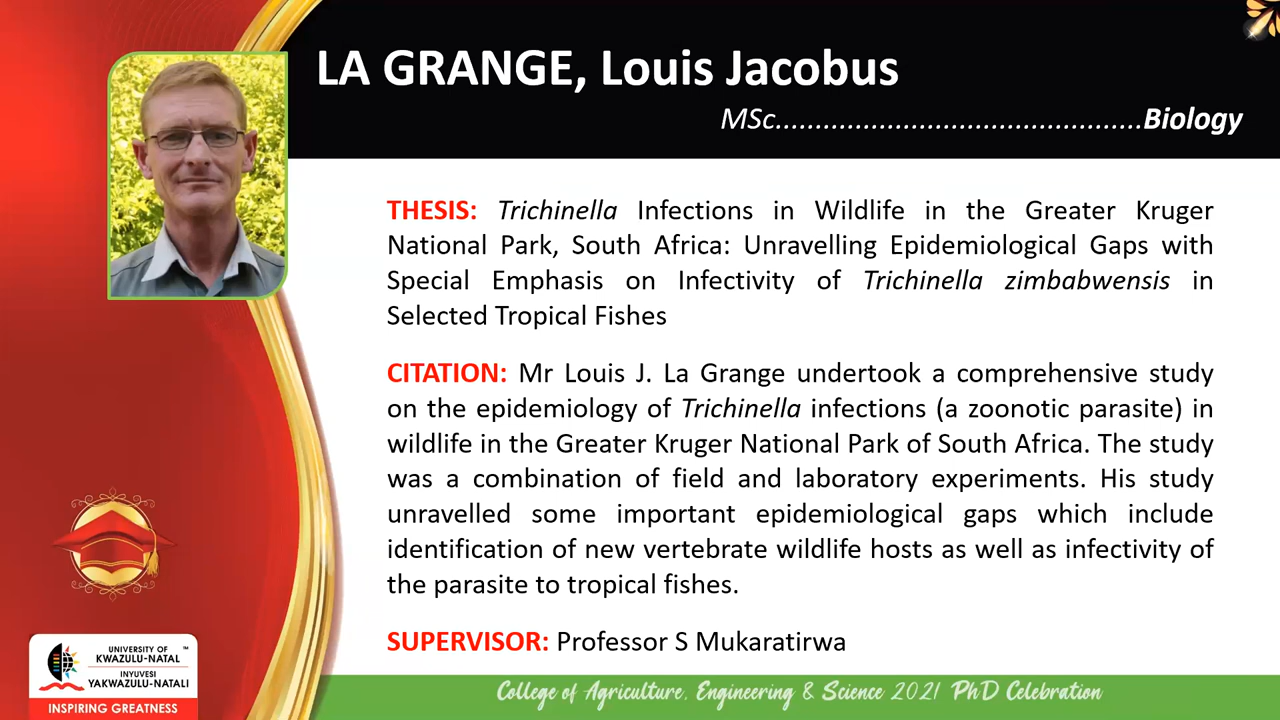 LA GRANGE, Louis Jacobus
MSc..............................................Biology
THESIS: Trichinella Infections in Wildlife in the Greater Kruger
National Park, South Africa: Unravelling Epidemiological Gaps with
Special Emphasis on Infectivity of Trichinella zimbabwensis in
Selected Tropical Fishes
CITATION: Mr Louis J. La Grange undertook a comprehensive study
on the epidemiology of Trichinella infections (a zoonotic parasite) in
wildlife in the Greater Kruger National Park of South Africa. The study
was a combination of field and laboratory experiments. His study
unravelled some important epidemiological gaps which include
identification of new vertebrate wildlife hosts as well as infectivity of
the parasite to tropical fishes.
SUPERVISOR: Professor S Mukaratirwa
UNIVERSITY OF ™
KWAZULU-NATAL
INYUVESI
YAKWAZULU-NATALI
INSPIRING GREATNESS
College of Agriculture, Engineering & Science 2021 PhD Celebration